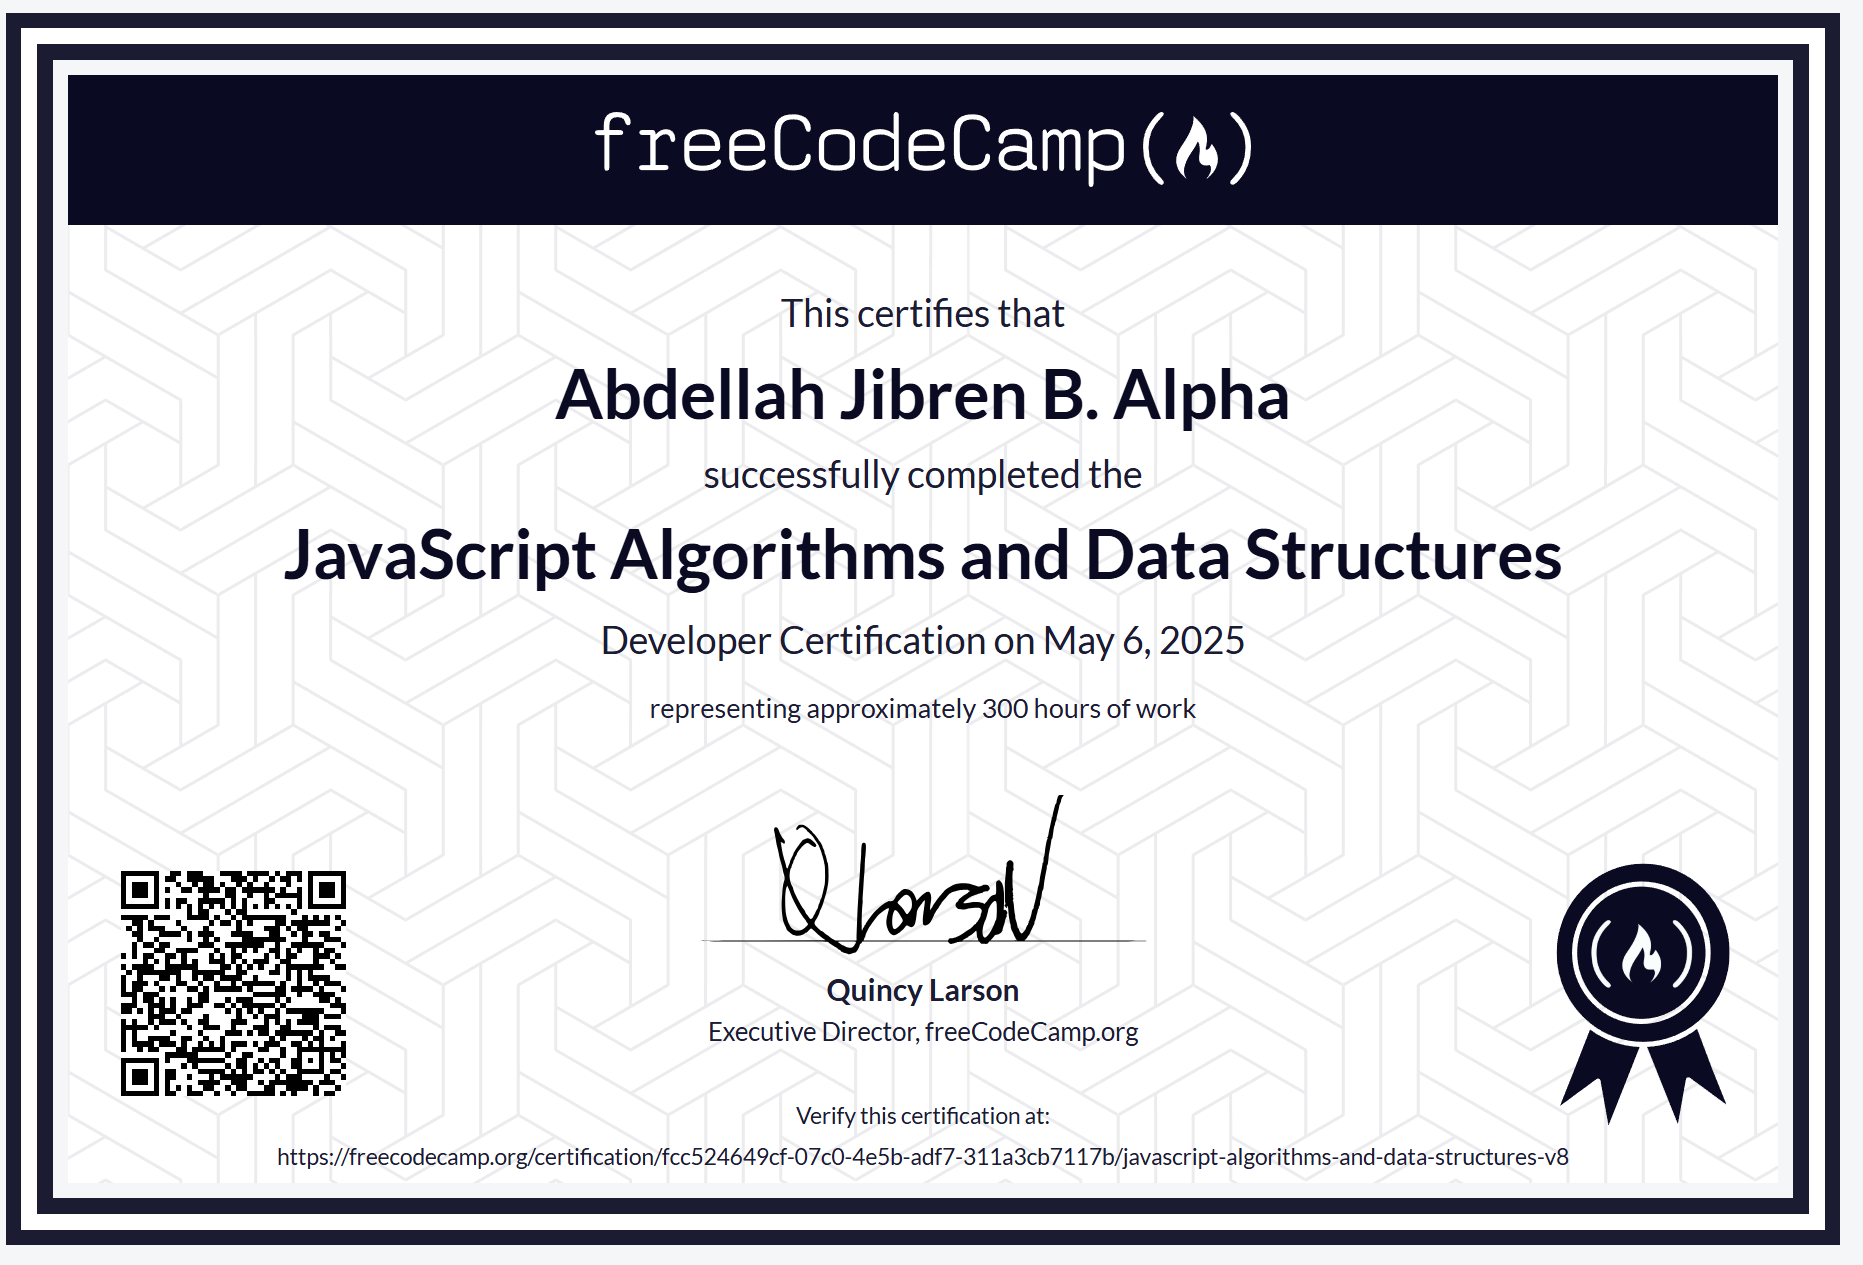 freeCodeCamp
This certifies that
Abdellah Jibren B. Alpha
successfully completed the
JavaScript Algorithms and Data Structures
Developer Certification on May 6, 2025
representing approximately 300 hours of work
Quincy Larson
Executive Director, freeCodeCamp.org
Verify this certification at:
https://freecodecamp.org/certification/fcc524649cf-07c0-4e5b-adf7-311a3cb7117b/javascript-algorithms-and-data-structures-v8